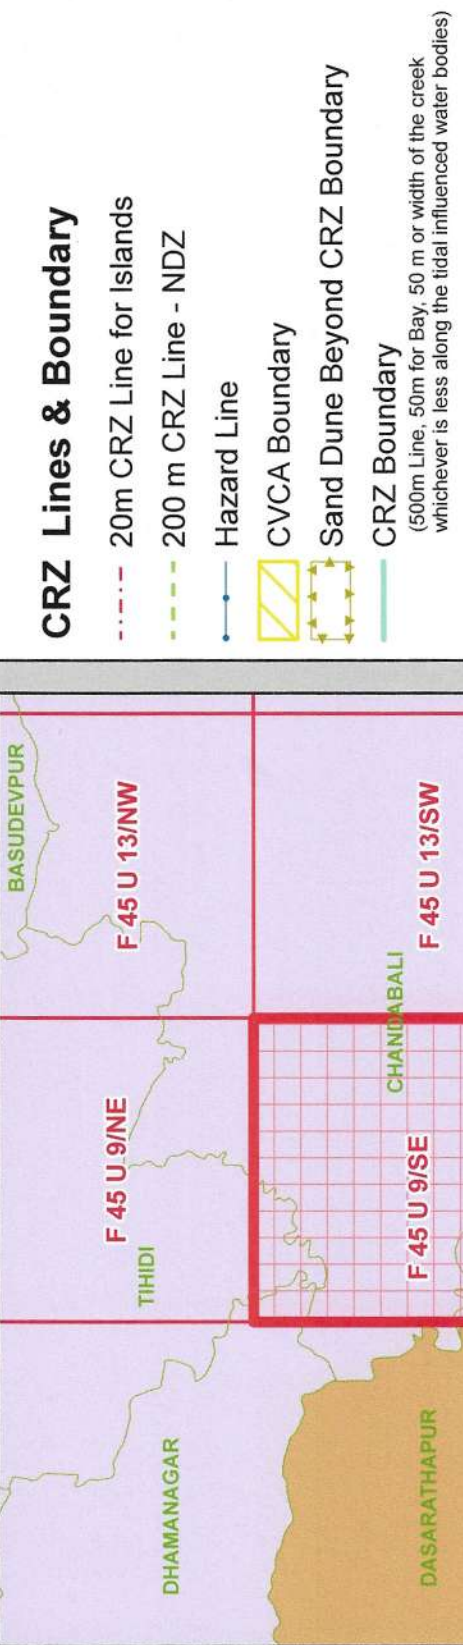 BASUDEVPUR
F 45 U 9/NE
F 45 U 13/NW
TIHIDI
DHAMANAGAR
CHANDABALI
F 45 U 9/SE
F 45 U 13/SW
DASARATHAPUR
CRZ Lines & Boundary
20m CRZ Line for Islands
200 m CRZ Line - NDZ
Hazard Line
CVCA Boundary
Sand Dune Beyond CRZ Boundary
CRZ Boundary
(500m Line, 50m for Bay, 50 m or width of the creek
whichever is less along the tidal influenced water bodies)